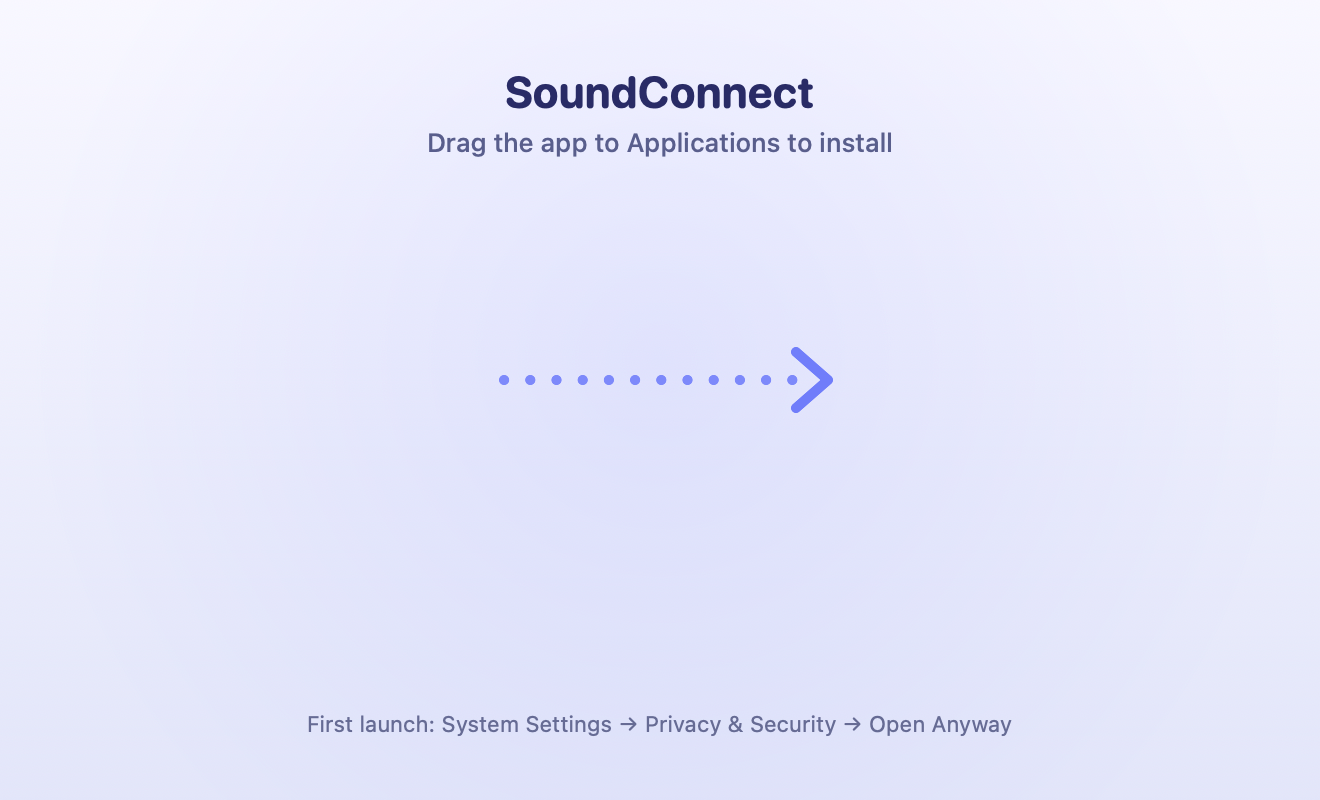 SoundConnect
Drag the app to Applications to install
First launch: System Settings → Privacy & Security → Open Anyway